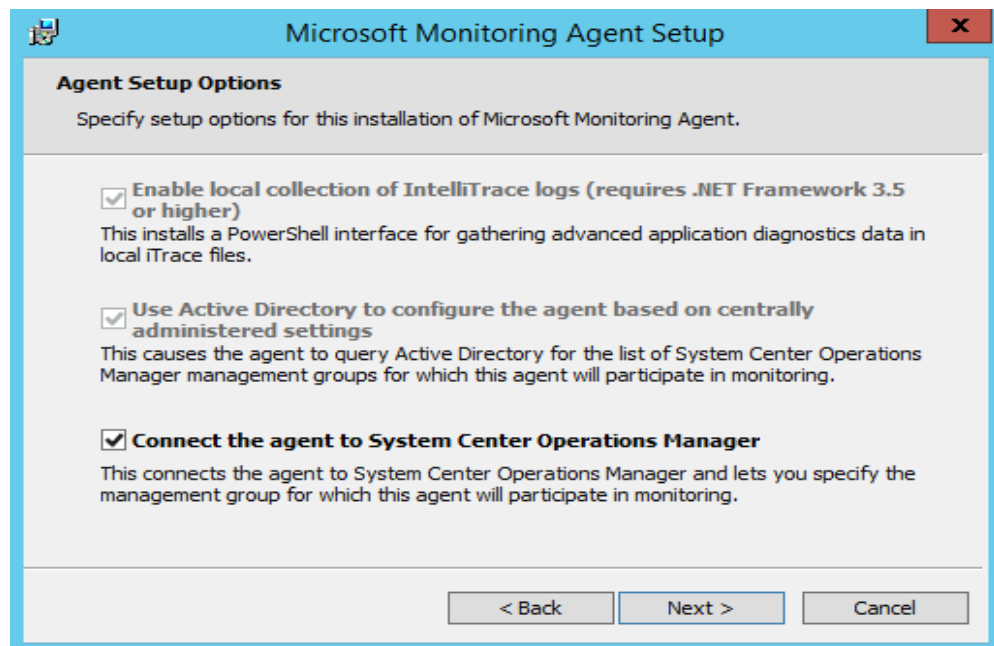 Microsoft Monitoring Agent Setup
x
Agent Setup Options
Specify setup options for this installation of Microsoft Monitoring Agent.
Enable local collection of IntelliTrace logs (requires .NET Framework 3.5
or higher)
This installs a PowerShell interface for gathering advanced application diagnostics data in
local iTrace files.
Use Active Directory to configure the agent based on centrally
administered settings
This causes the agent to query Active Directory for the list of System Center Operations
Manager management groups for which this agent will participate in monitoring.
Connect the agent to System Center Operations Manager
This connects the agent to System Center Operations Manager and lets you specify the
management group for which this agent will participate in monitoring.
< Back Next > Cancel